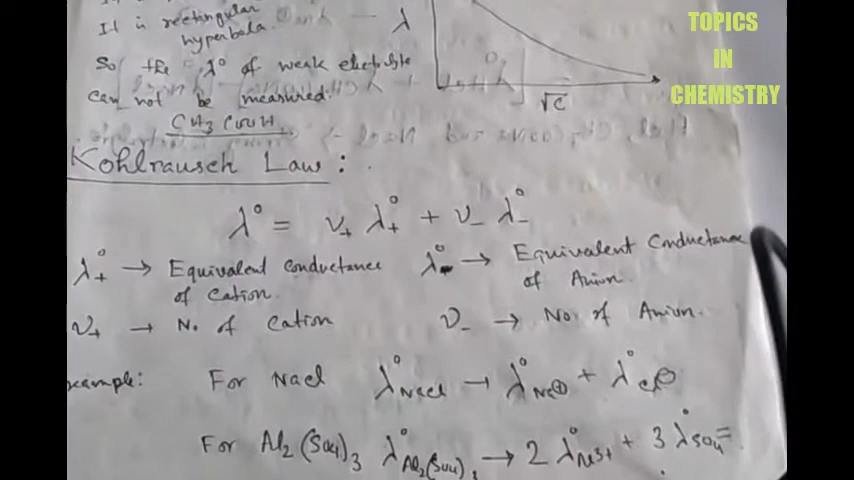 It is rectangular
hyperbola.
λ
So the λ° of weak electrolyte
can not be measured.
CH3 COOH
√C
TOPICS
IN
CHEMISTRY
Kohlrausch Law :
λ° = ν+ λ°+ + ν- λ°-
λ°+ → Equivalent conductance
of Cation.
λ°- → Equivalent Conductance
of Anion.
ν+ → No. of Cation
ν- → No. of Anion.
xample: For Nacl λ°Nacl → λ°Na⊕ + λ°cl⊖
For Al2 (SO4)3 λ°Al2(SO4)3 → 2 λ°Al3+ + 3 λ°SO4=